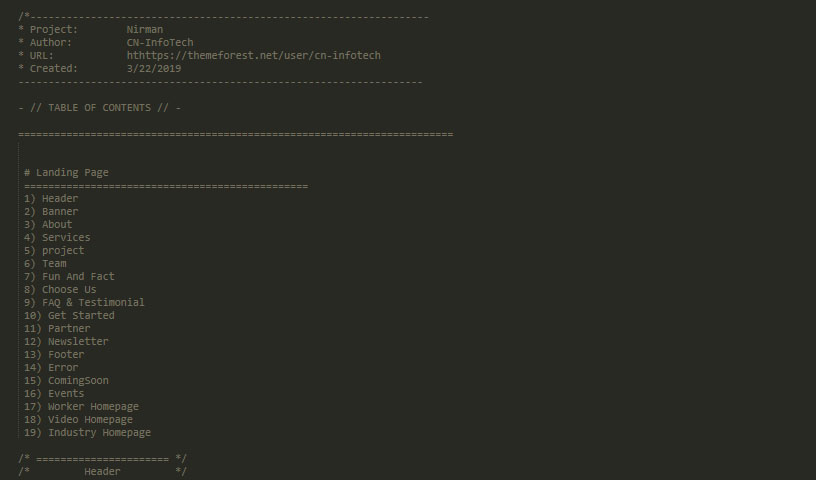 /*------------------------------------------------------------------
* Project:        Nirman
* Author:         CN-InfoTech
* URL:            hthttps://themeforest.net/user/cn-infotech
* Created:        3/22/2019
-------------------------------------------------------------------
- // TABLE OF CONTENTS // -
========================================================================
# Landing Page
===============================================
1) Header
2) Banner
3) About
4) Services
5) project
6) Team
7) Fun And Fact
8) Choose Us
9) FAQ & Testimonial
10) Get Started
11) Partner
12) Newsletter
13) Footer
14) Error
15) ComingSoon
16) Events
17) Worker Homepage
18) Video Homepage
19) Industry Homepage
/* ====================== */
/*         Header         */